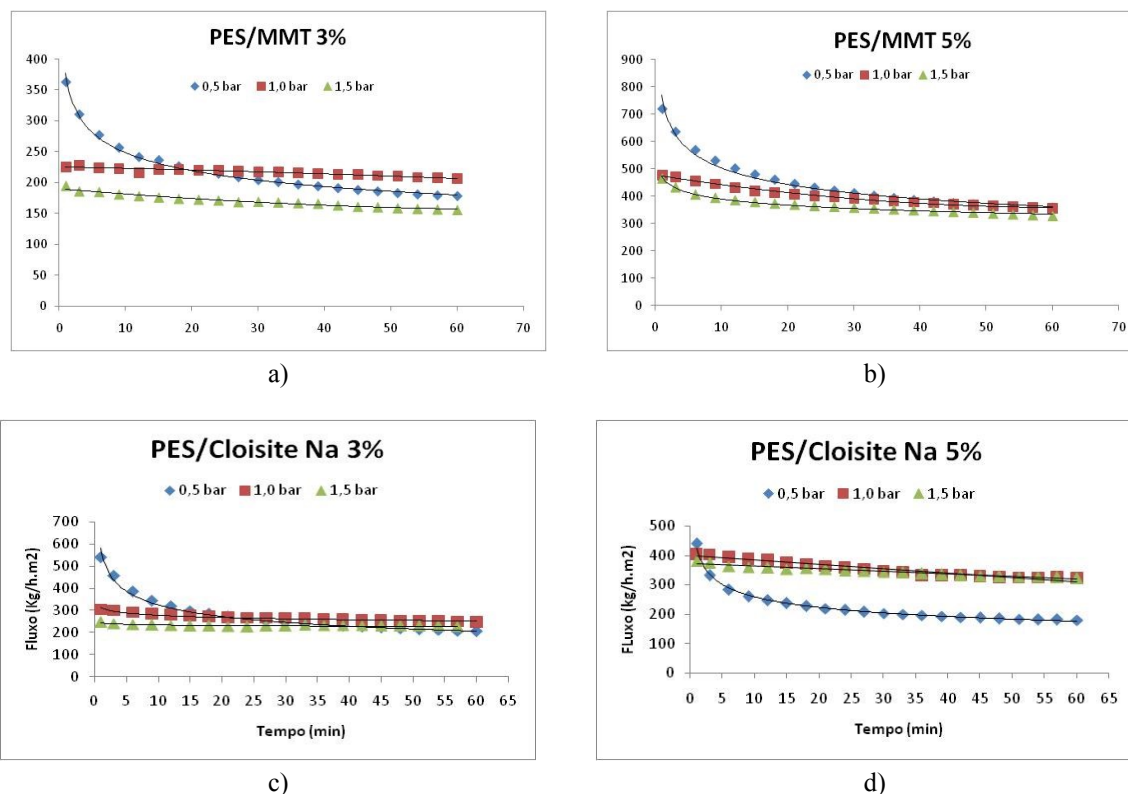 PES/MMT 3%
0,5 bar 1,0 bar 1,5 bar
400
350
300
250
200
150
100
50
0
0 10 20 30 40 50 60 70
a)
PES/MMT 5%
0,5 bar 1,0 bar 1,5 bar
900
800
700
600
500
400
300
200
100
0
0 10 20 30 40 50 60 70
b)
PES/Cloisite Na 3%
0,5 bar 1,0 bar 1,5 bar
Fluxo (Kg/h.m2)
700
600
500
400
300
200
100
0
0 5 10 15 20 25 30 35 40 45 50 55 60 65
Tempo (min)
c)
PES/Cloisite Na 5%
0,5 bar 1,0 bar 1,5 bar
FLuxo (kg/h.m2)
500
400
300
200
100
0
0 5 10 15 20 25 30 35 40 45 50 55 60 65
Tempo (min)
d)